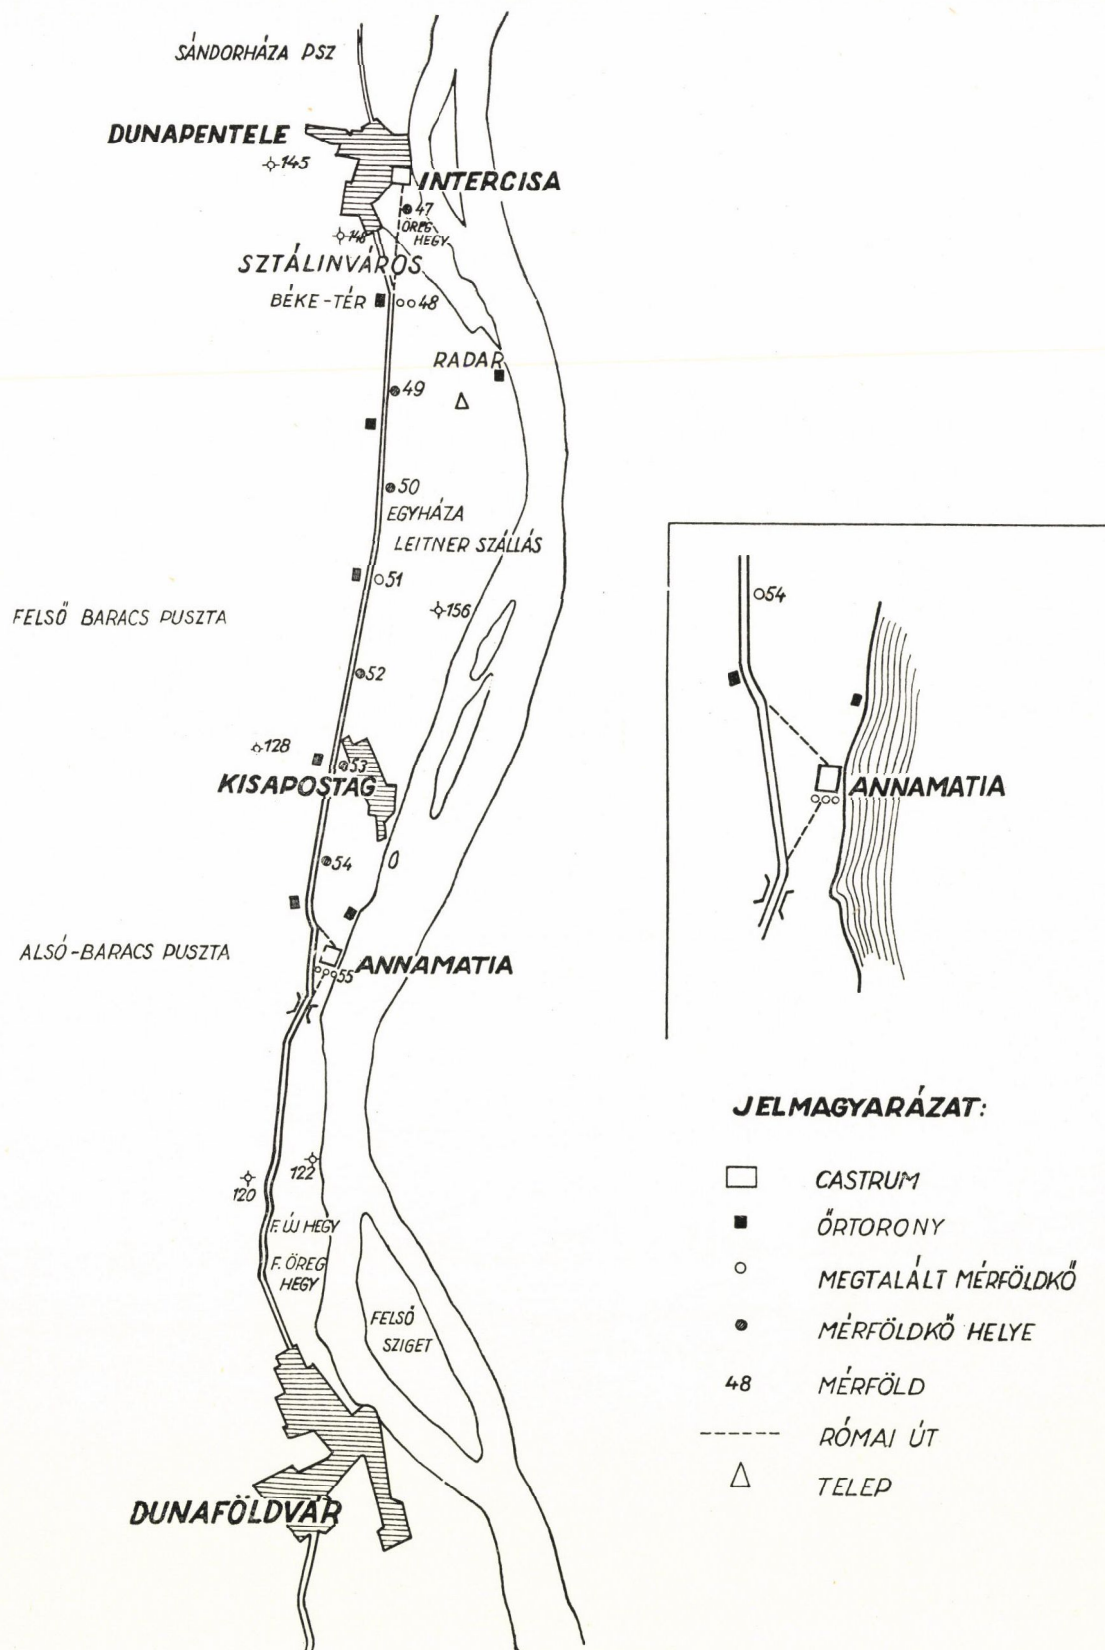 SÁNDORHÁZA PSZ
DUNAPENTELE
145
INTERCISA
47
ÖREG
HEGY
146
SZTÁLINVÁROS
BÉKE-TÉR
48
RADAR
49
50
EGYHÁZA
LEITNER SZÁLLÁS
51
156
FELSŐ BARACS PUSZTA
52
128
53
KISAPOSTAG
54
ALSÓ-BARACS PUSZTA
55
ANNAMATIA
122
120
F. ÚJ HEGY
F. ÖREG
HEGY
FELSŐ
SZIGET
DUNAFÖLDVÁR
54
ANNAMATIA
JELMAGYARÁZAT:
CASTRUM
ŐRTORONY
MEGTALÁLT MÉRFÖLDKŐ
MÉRFÖLDKŐ HELYE
48 MÉRFÖLD
RÓMAI ÚT
TELEP